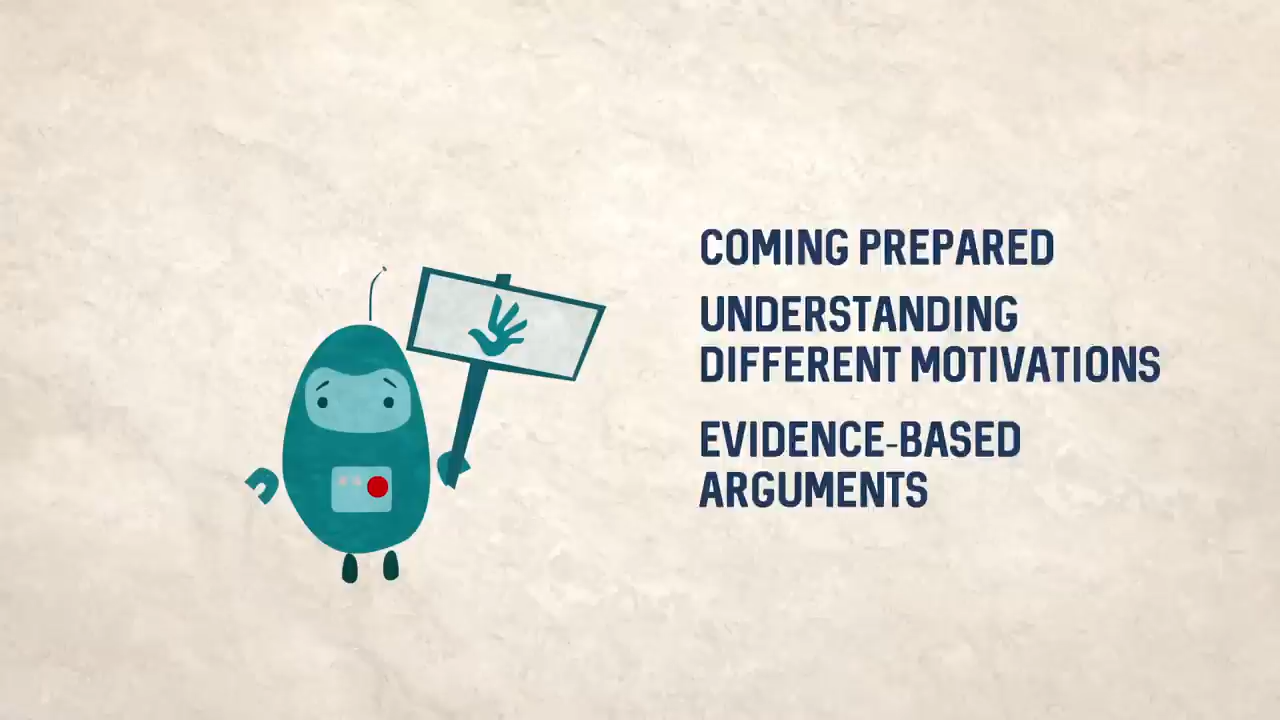 COMING PREPARED
UNDERSTANDING
DIFFERENT MOTIVATIONS
EVIDENCE-BASED
ARGUMENTS